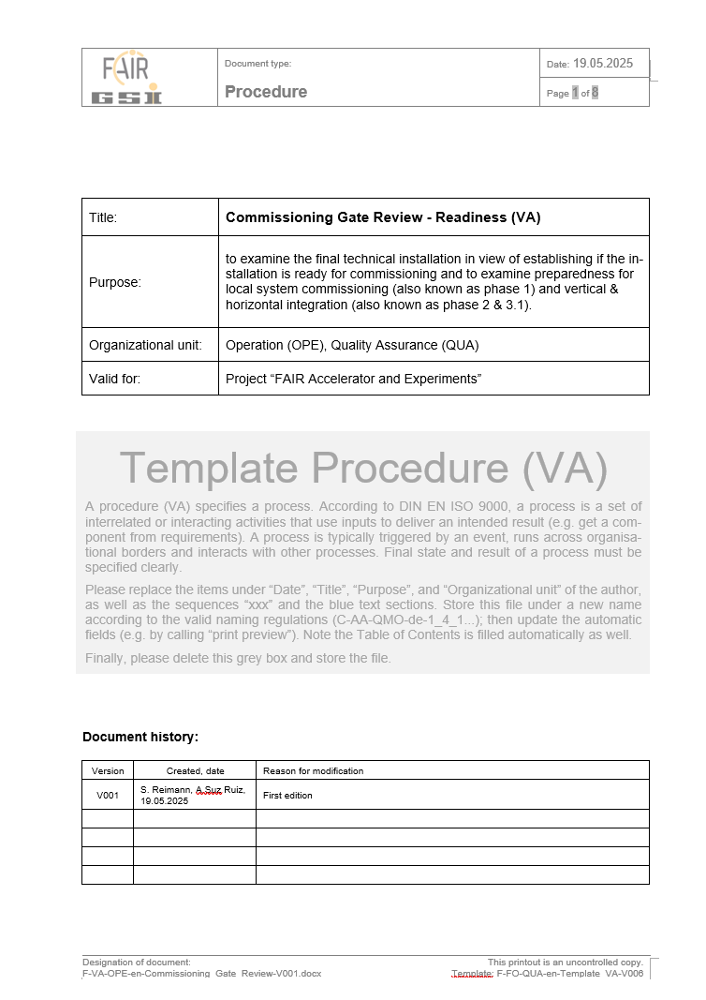 FAIR
GSI
Document type:
Procedure
Date: 19.05.2025
Page 1 of 8
Title:
Commissioning Gate Review - Readiness (VA)
Purpose:
to examine the final technical installation in view of establishing if the in-
stallation is ready for commissioning and to examine preparedness for
local system commissioning (also known as phase 1) and vertical &
horizontal integration (also known as phase 2 & 3.1).
Organizational unit:
Operation (OPE), Quality Assurance (QUA)
Valid for:
Project “FAIR Accelerator and Experiments”
Template Procedure (VA)
A procedure (VA) specifies a process. According to DIN EN ISO 9000, a process is a set of
interrelated or interacting activities that use inputs to deliver an intended result (e.g. get a com-
ponent from requirements). A process is typically triggered by an event, runs across organisa-
tional borders and interacts with other processes. Final state and result of a process must be
specified clearly.
Please replace the items under “Date”, “Title”, “Purpose”, and “Organizational unit” of the author,
as well as the sequences “xxx” and the blue text sections. Store this file under a new name
according to the valid naming regulations (C-AA-QMO-de-1_4_1...); then update the automatic
fields (e.g. by calling “print preview”). Note the Table of Contents is filled automatically as well.
Finally, please delete this grey box and store the file.
Document history:
Version
Created, date
Reason for modification
V001
S. Reimann, A.Suz Ruiz,
19.05.2025
First edition
Designation of document:
F-VA-OPE-en-Commissioning_Gate_Review-V001.docx
This printout is an uncontrolled copy.
Template: F-FO-QUA-en-Template_VA-V006